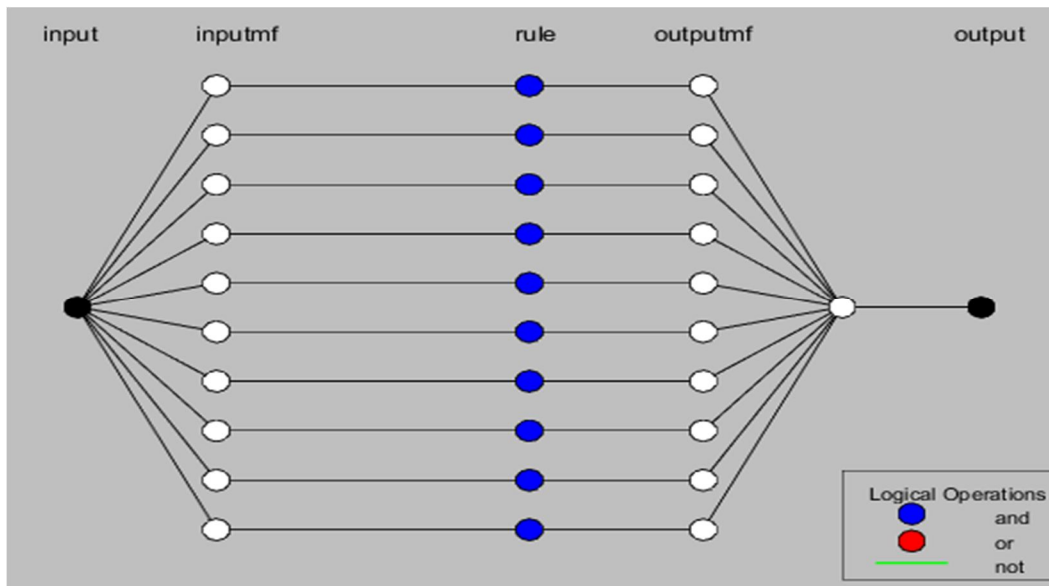 input inputmf rule outputmf output
Logical Operations
and
or
not